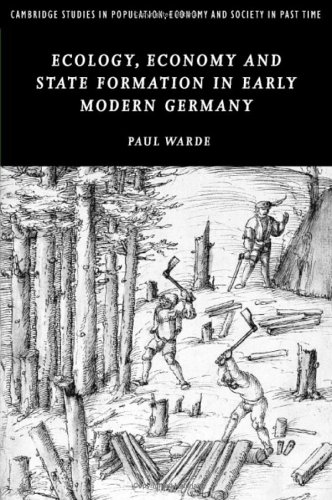 CAMBRIDGE STUDIES IN POPULATION, ECONOMY AND SOCIETY IN PAST TIME
ECOLOGY, ECONOMY AND
STATE FORMATION IN EARLY
MODERN GERMANY
PAUL WARDE